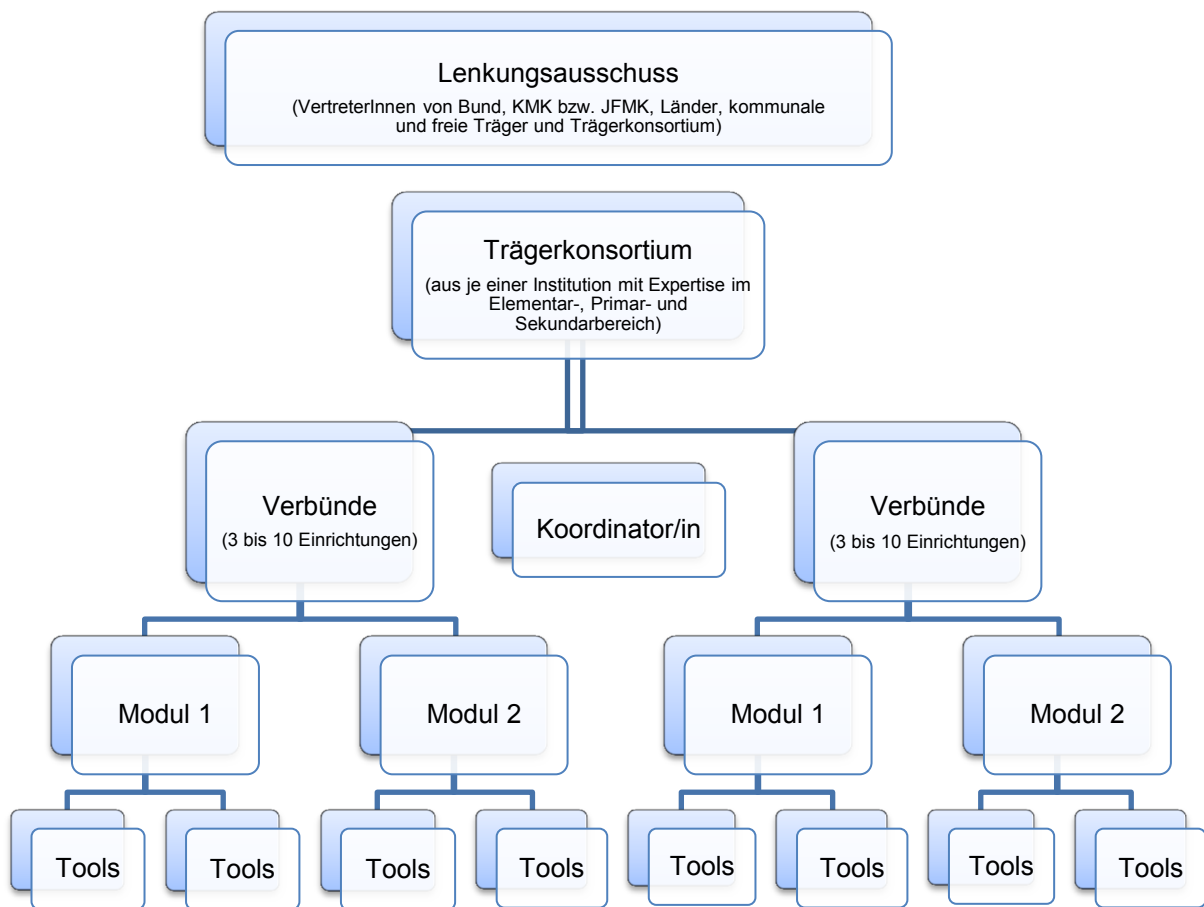 Lenkungsausschuss
(VertreterInnen von Bund, KMK bzw. JFMK, Länder, kommunale
und freie Träger und Trägerkonsortium)
Trägerkonsortium
(aus je einer Institution mit Expertise im
Elementar-, Primar- und
Sekundarbereich)
Verbünde
(3 bis 10 Einrichtungen)
Koordinator/in
Verbünde
(3 bis 10 Einrichtungen)
Modul 1
Modul 2
Modul 1
Modul 2
Tools
Tools
Tools
Tools
Tools
Tools
Tools
Tools